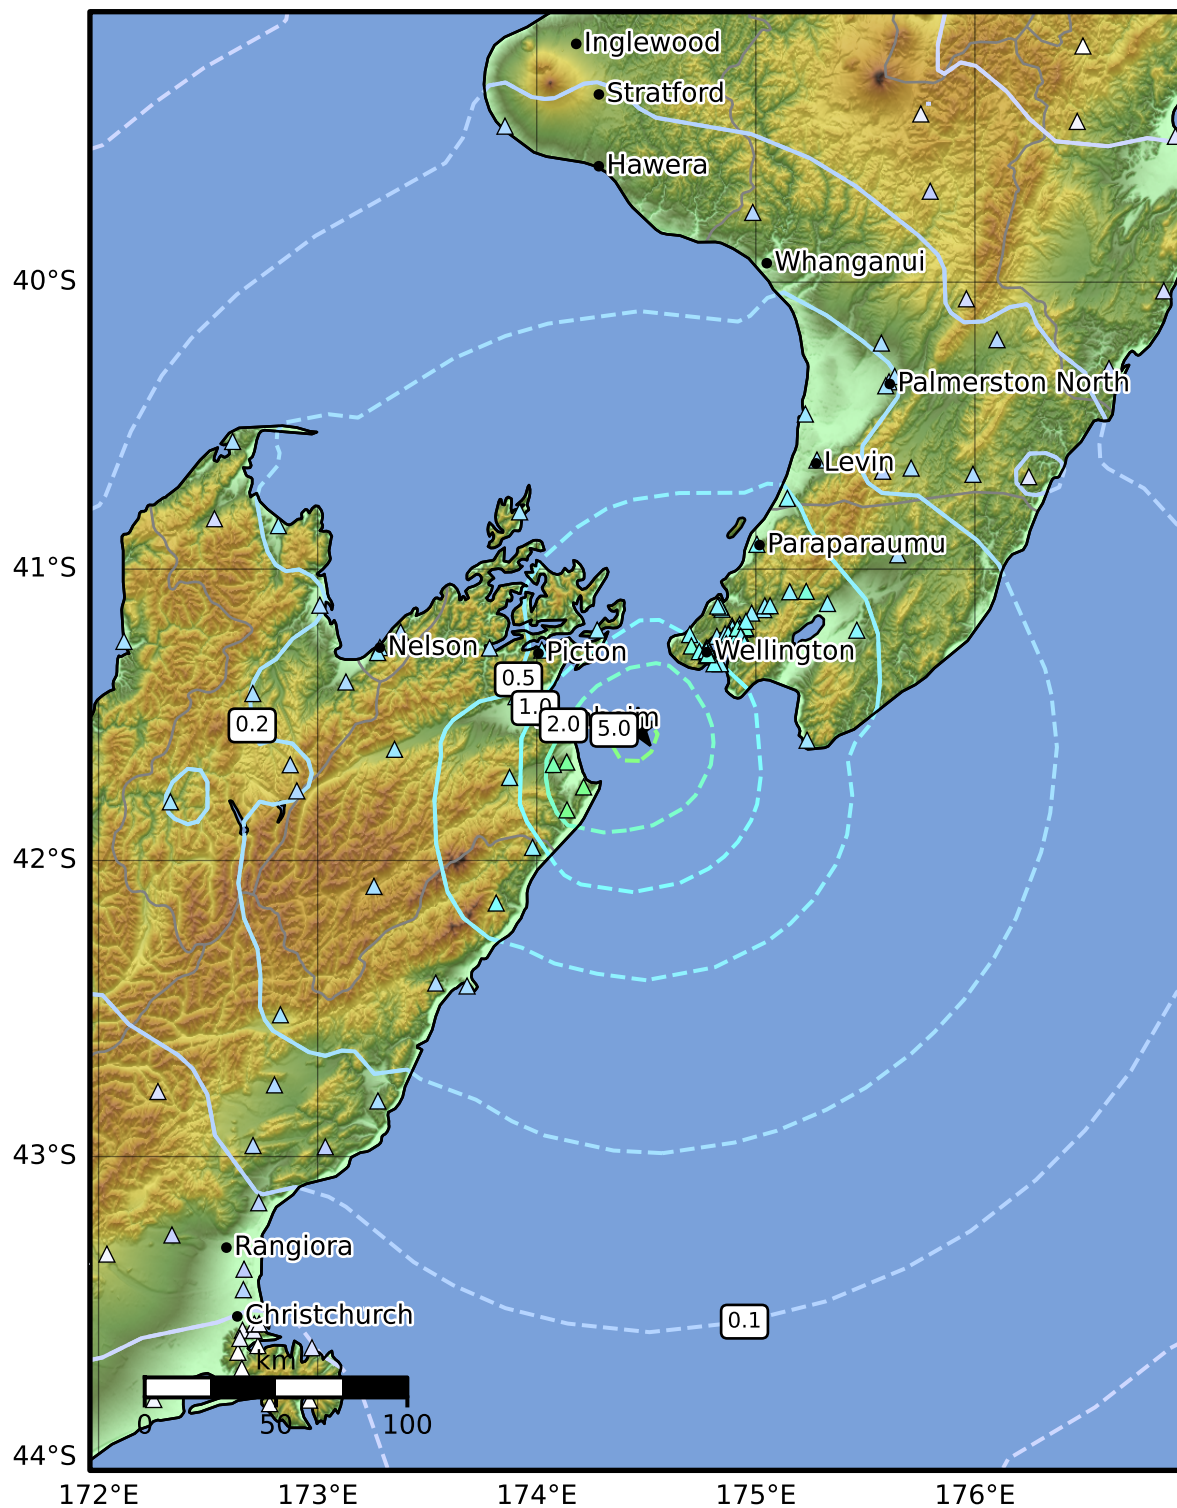 Inglewood
Stratford
Hawera
Whanganui
40°S
Palmerston North
Levin
Paraparaumu
41°S
Nelson
Picton
Wellington
0.5
1.0
2.0
5.0
0.2
42°S
43°S
Rangiora
Christchurch
0.1
km
0 50 100
44°S
172°E 173°E 174°E 175°E 176°E